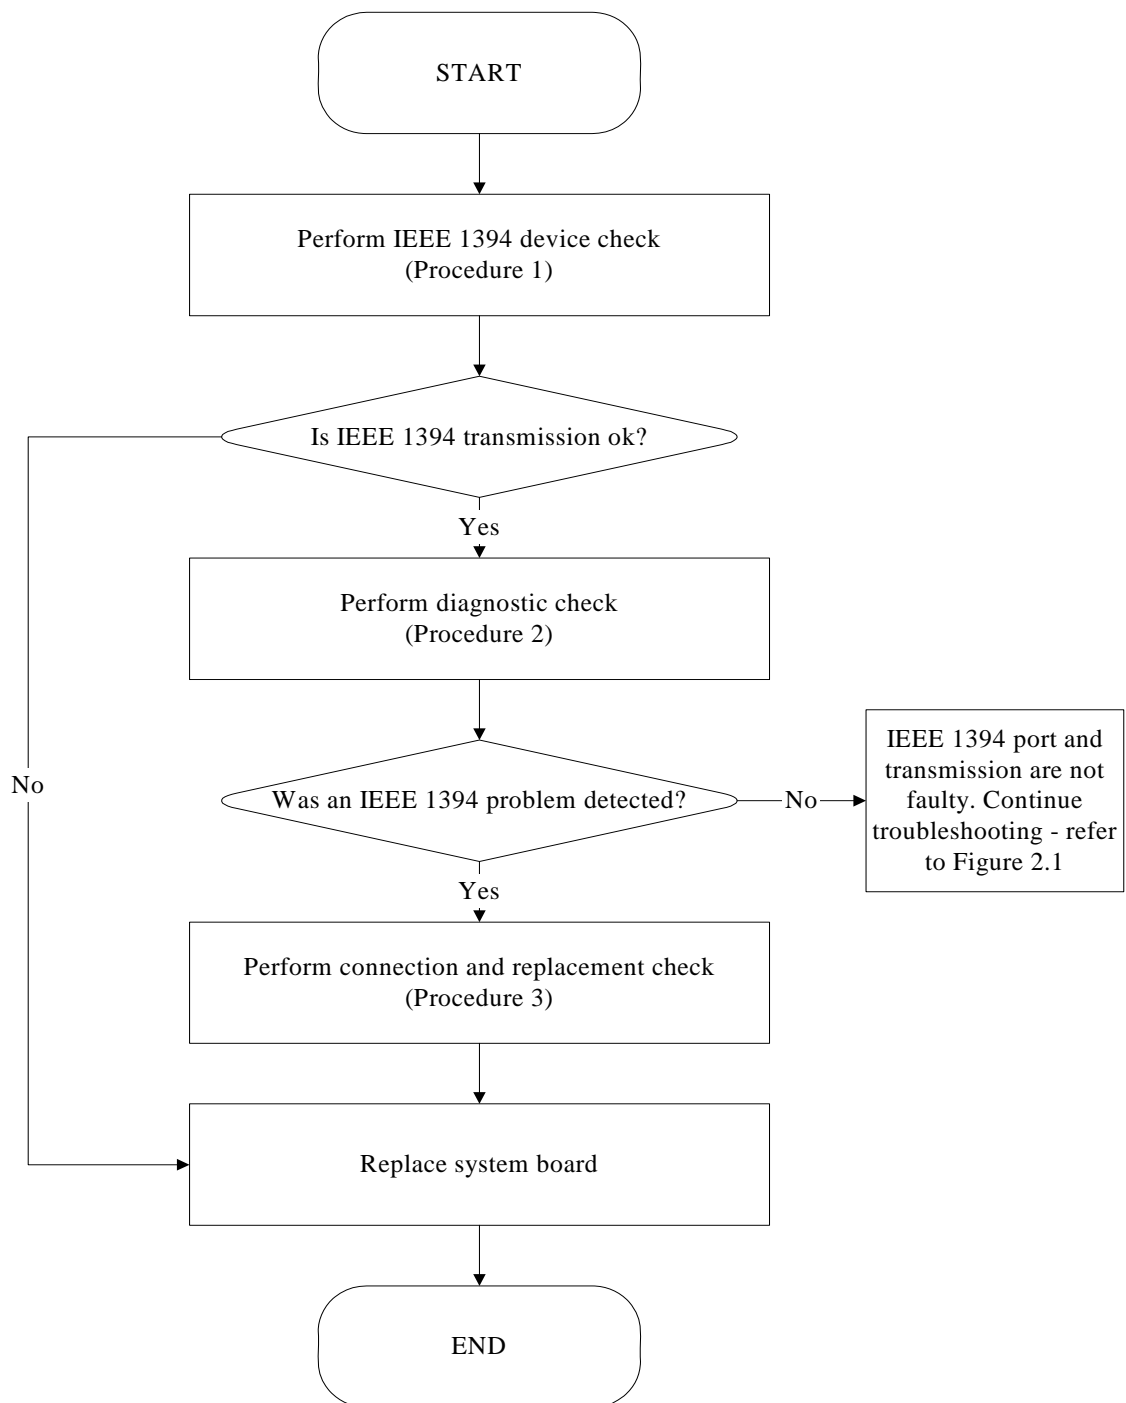 START
Perform IEEE 1394 device check
(Procedure 1)
Is IEEE 1394 transmission ok?
Yes
Perform diagnostic check
(Procedure 2)
No
Was an IEEE 1394 problem detected?
No
IEEE 1394 port and
transmission are not
faulty. Continue
troubleshooting - refer
to Figure 2.1
Yes
Perform connection and replacement check
(Procedure 3)
Replace system board
END